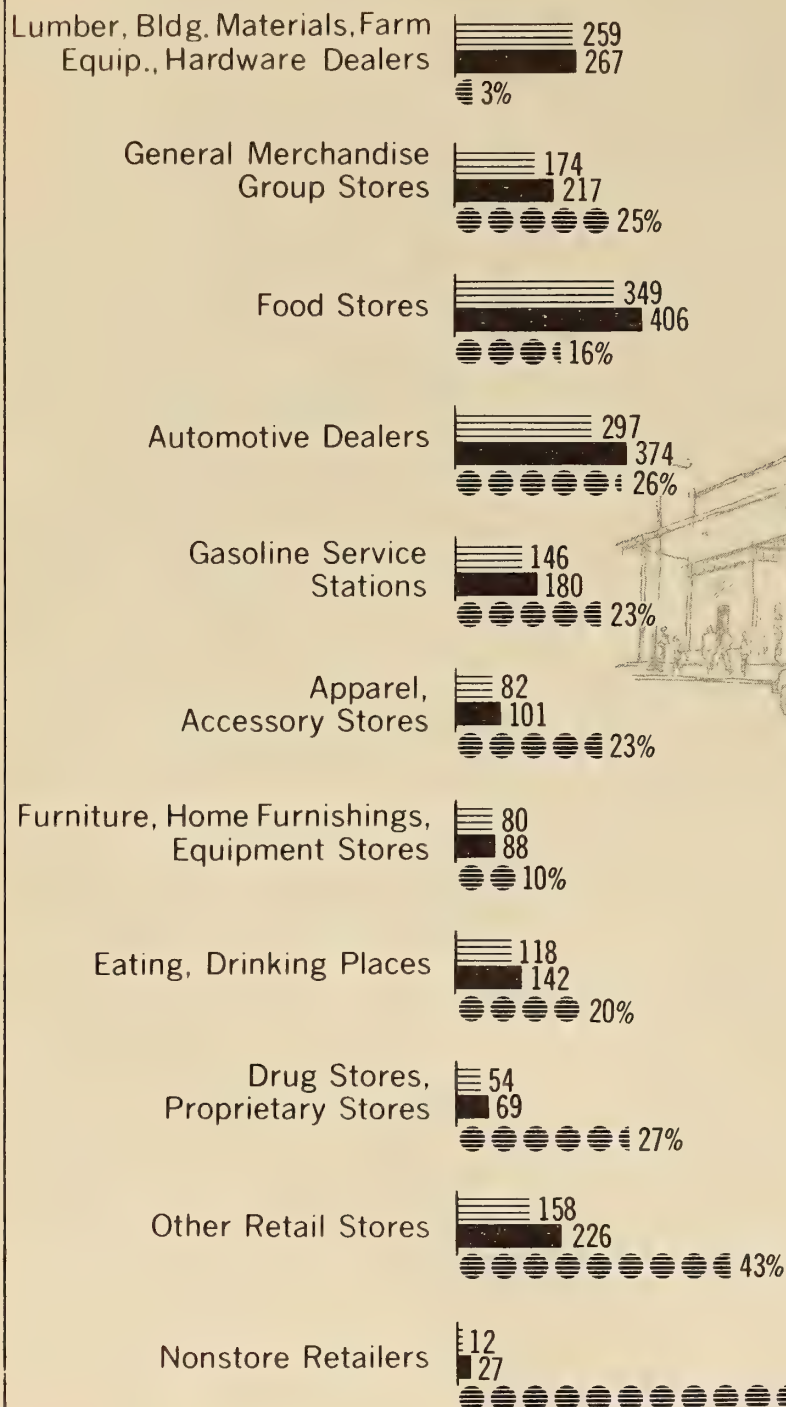 Lumber, Bldg. Materials, Farm
Equip., Hardware Dealers
259
267
3%
General Merchandise
Group Stores
174
217
25%
Food Stores
349
406
16%
Automotive Dealers
297
374
26%
Gasoline Service
Stations
146
180
23%
Apparel,
Accessory Stores
82
101
23%
Furniture, Home Furnishings,
Equipment Stores
80
88
10%
Eating, Drinking Places
118
142
20%
Drug Stores,
Proprietary Stores
54
69
27%
Other Retail Stores
158
226
43%
Nonstore Retailers
12
27